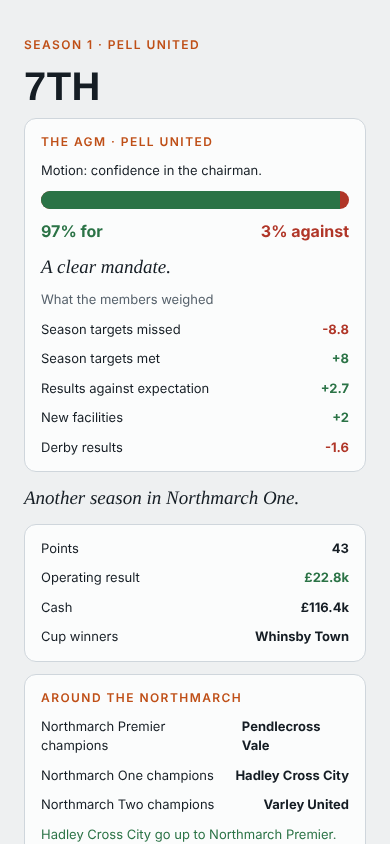 SEASON 1 · PELL UNITED
7TH
THE AGM · PELL UNITED
Motion: confidence in the chairman.
97% for 3% against
A clear mandate.
What the members weighed
Season targets missed -8.8
Season targets met +8
Results against expectation +2.7
New facilities +2
Derby results -1.6
Another season in Northmarch One.
Points 43
Operating result £22.8k
Cash £116.4k
Cup winners Whinsby Town
AROUND THE NORTHMARCH
Northmarch Premier champions Pendlecross Vale
Northmarch One champions Hadley Cross City
Northmarch Two champions Varley United
Hadley Cross City go up to Northmarch Premier.